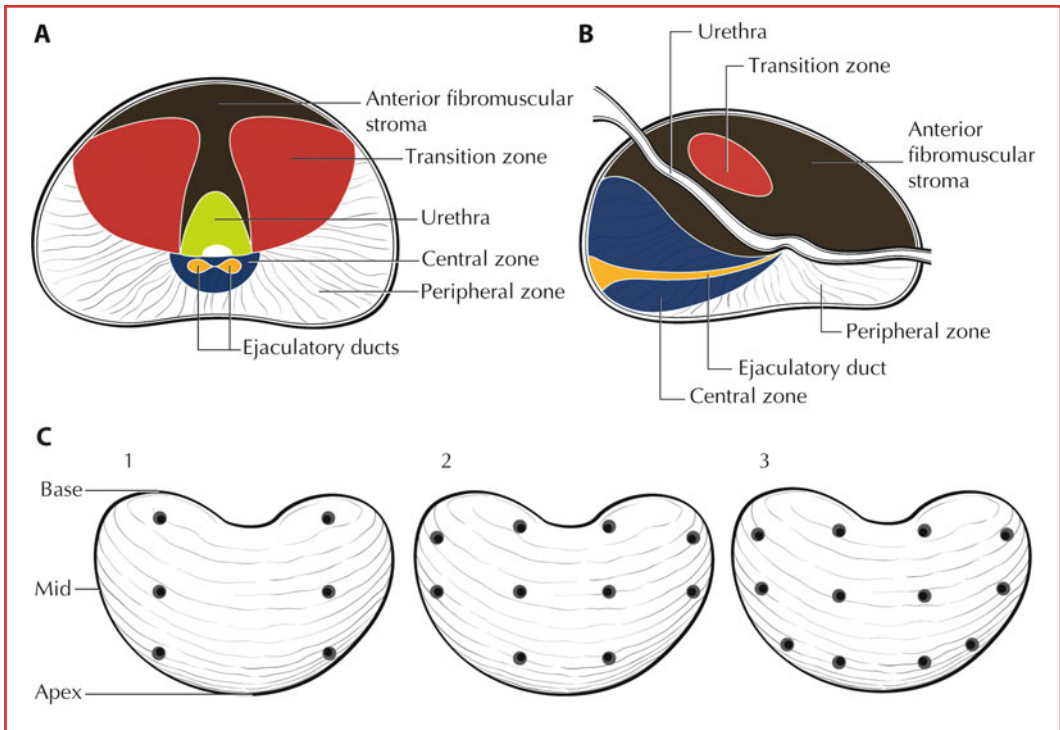 A
Anterior fibromuscular
stroma
Transition zone
Urethra
Central zone
Peripheral zone
Ejaculatory ducts
B
Urethra
Transition zone
Anterior
fibromuscular
stroma
Peripheral zone
Ejaculatory duct
Central zone
C
1
2
3
Base
Mid
Apex